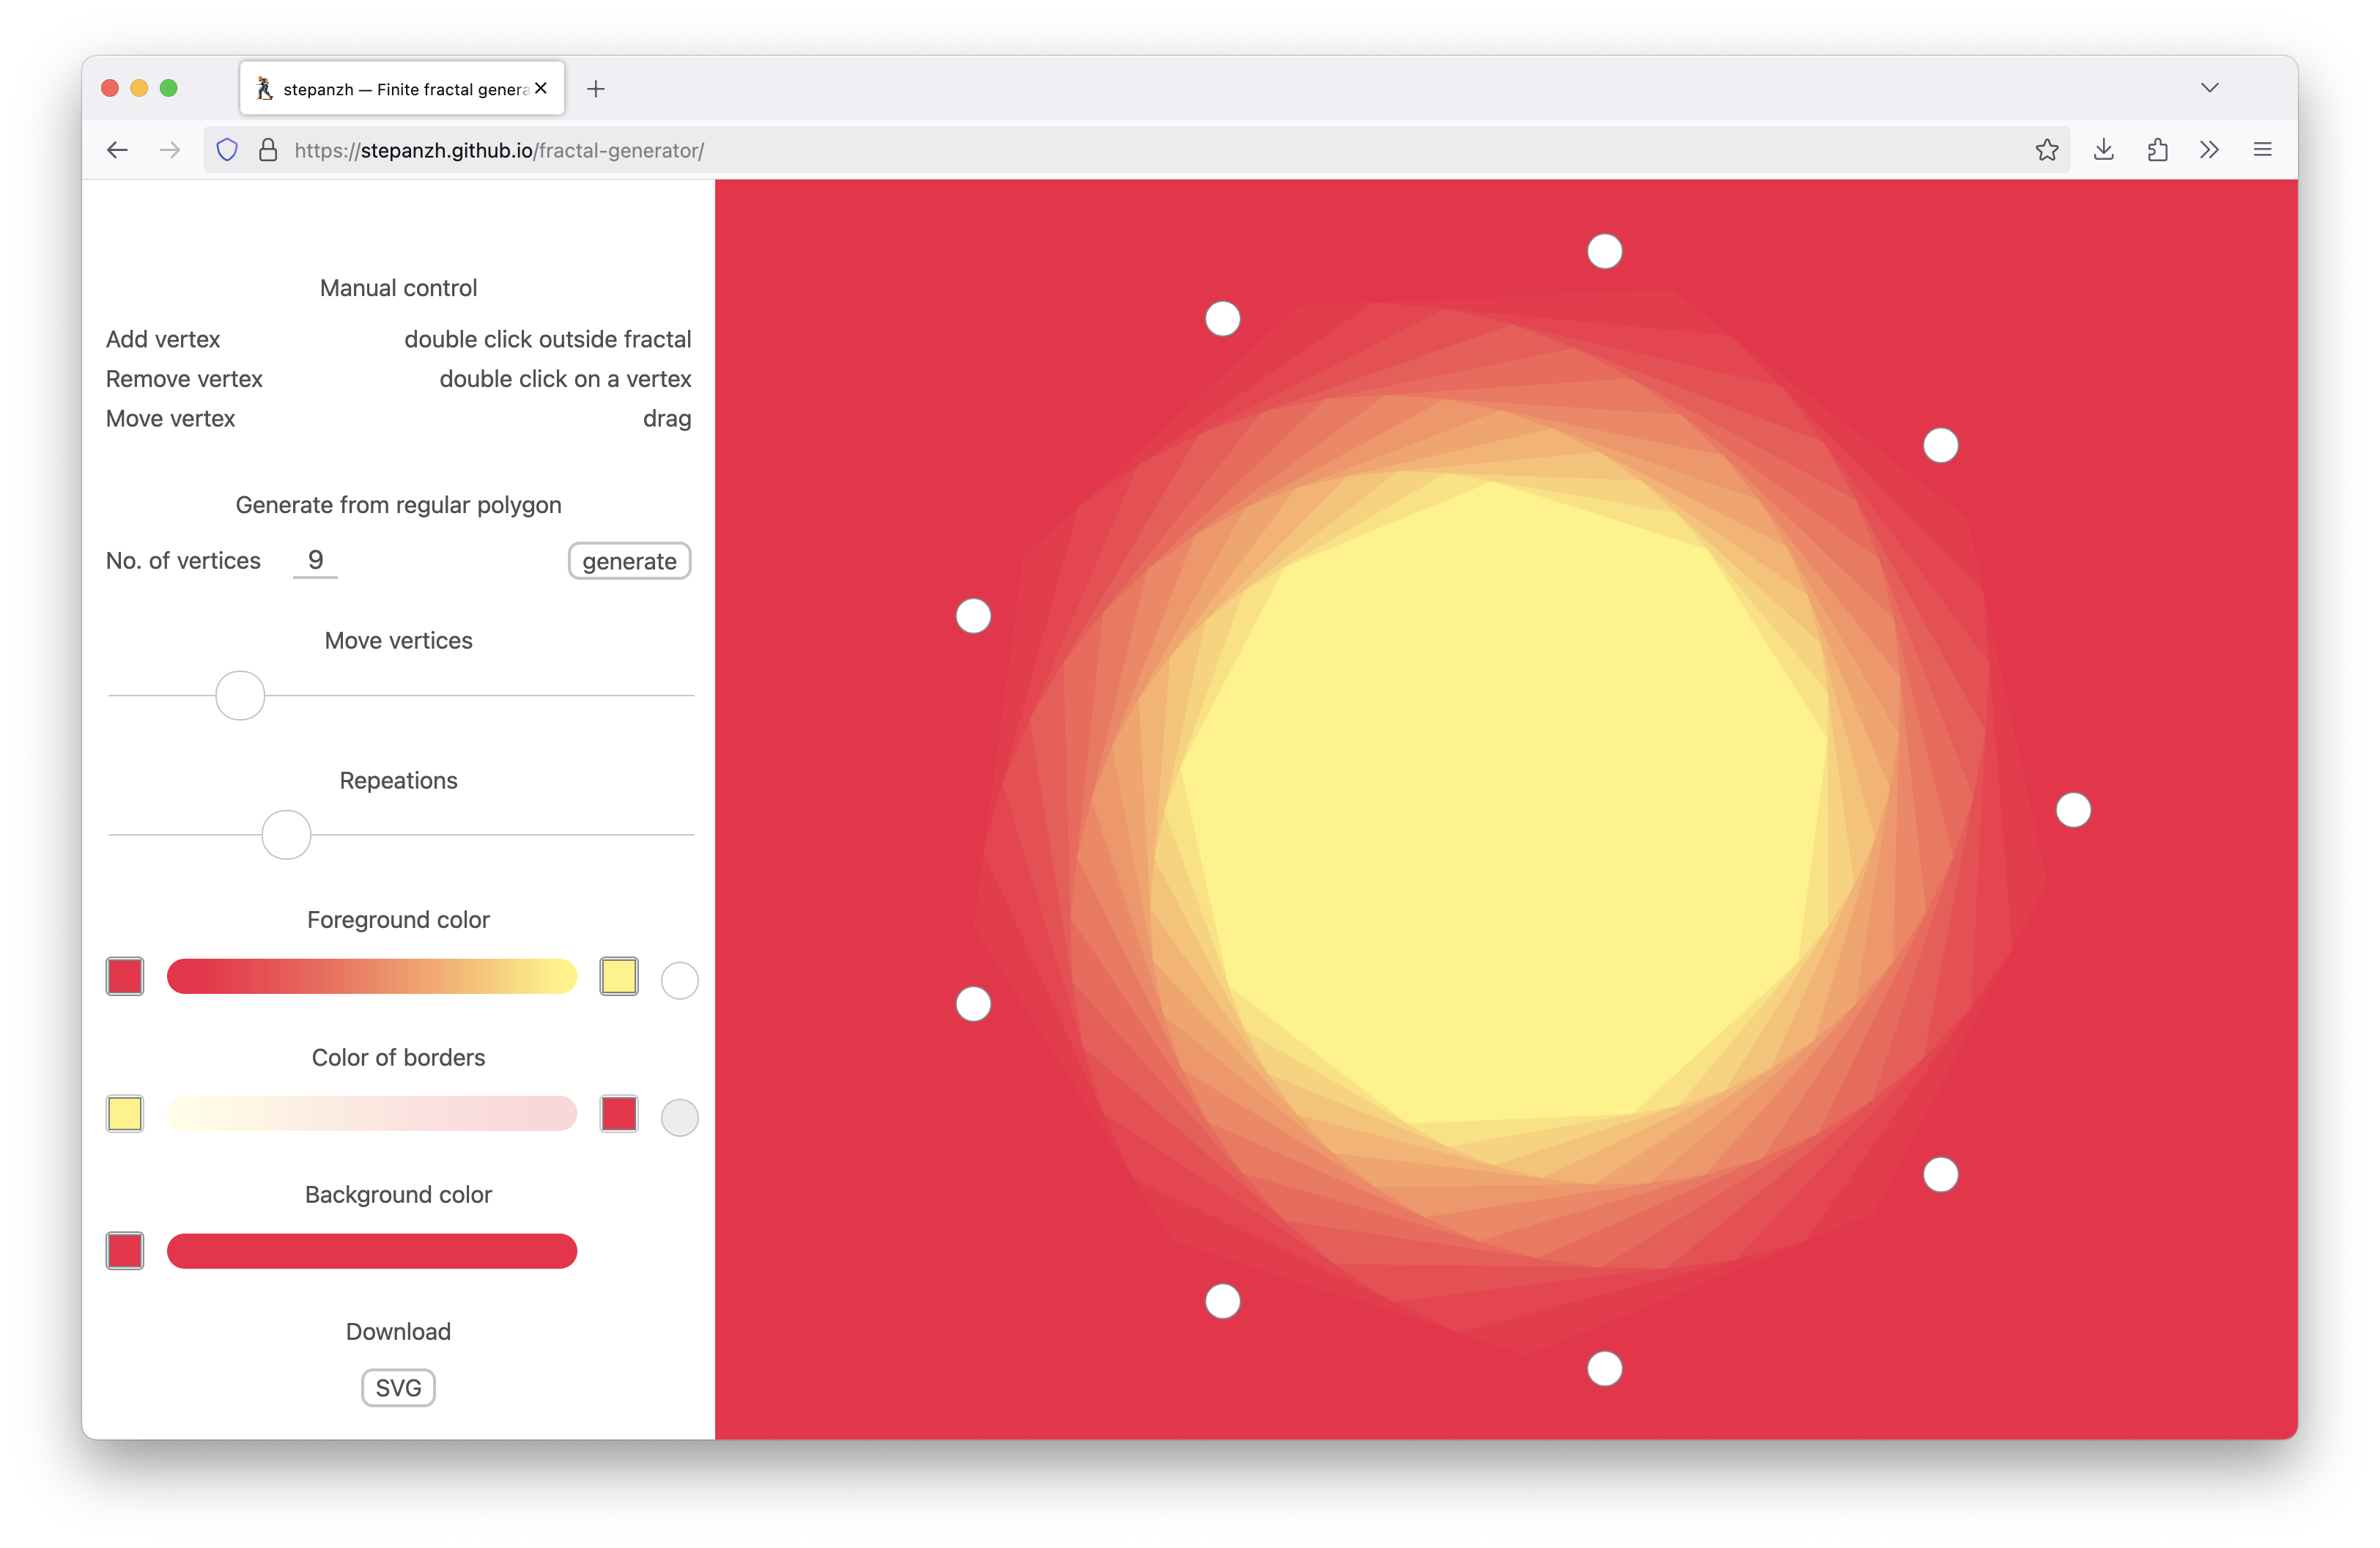 stepanzh — Finite fractal genera
https://stepanzh.github.io/fractal-generator/
Manual control
Add vertex double click outside fractal
Remove vertex double click on a vertex
Move vertex drag
Generate from regular polygon
No. of vertices 9 generate
Move vertices
Repeations
Foreground color
Color of borders
Background color
Download
SVG